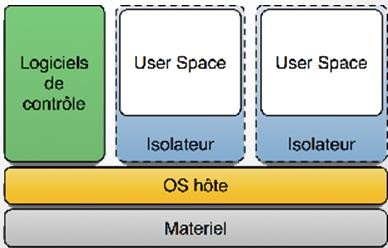 Logiciels
de
contrôle
User Space
User Space
Isolateur
Isolateur
OS hôte
Materiel